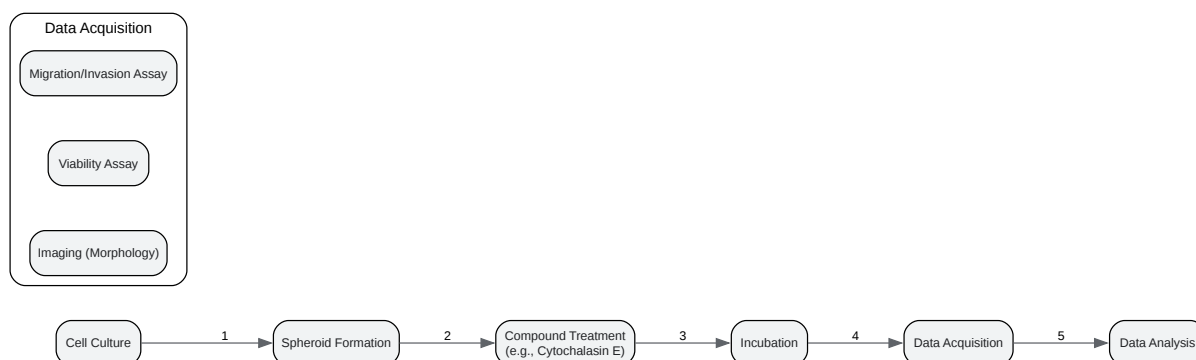 Data Acquisition
Migration/Invasion Assay
Viability Assay
Imaging (Morphology)
Cell Culture
1
Spheroid Formation
2
Compound Treatment
(e.g., Cytochalasin E)
3
Incubation
4
Data Acquisition
5
Data Analysis